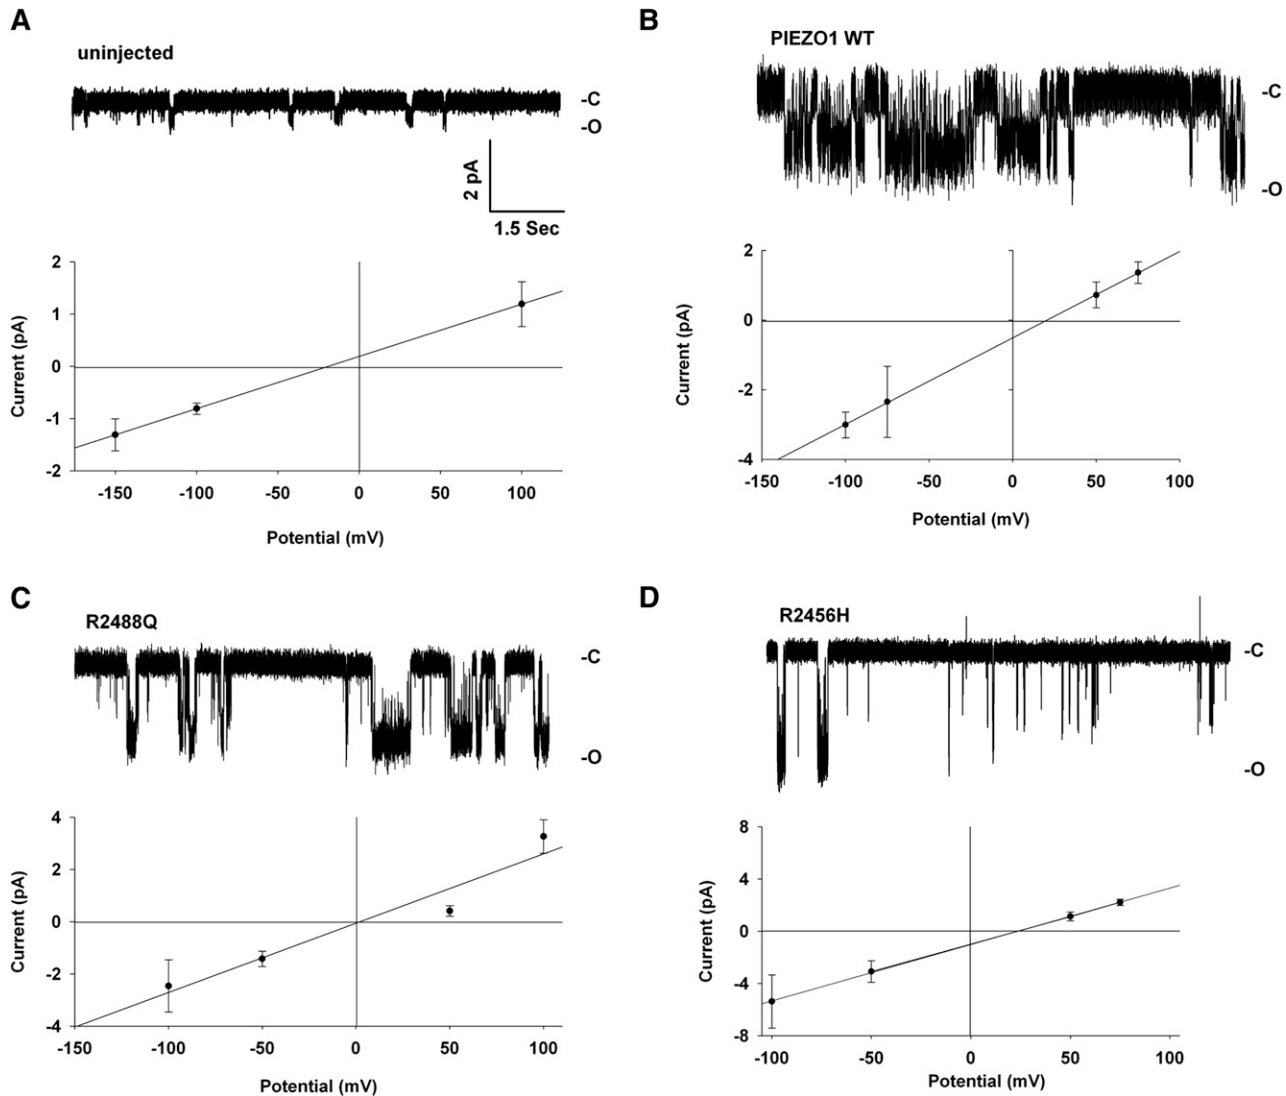 A
uninjected
-C
-O
2 pA
1.5 Sec
2
1
0
-1
-2
Current (pA)
-150 -100 -50 0 50 100
Potential (mV)
B
PIEZO1 WT
-C
-O
2
0
-2
-4
Current (pA)
-150 -100 -50 0 50 100
Potential (mV)
C
R2488Q
-C
-O
4
2
0
-2
-4
Current (pA)
-150 -100 -50 0 50 100
Potential (mV)
D
R2456H
-C
-O
8
4
0
-4
-8
Current (pA)
-100 -50 0 50 100
Potential (mV)